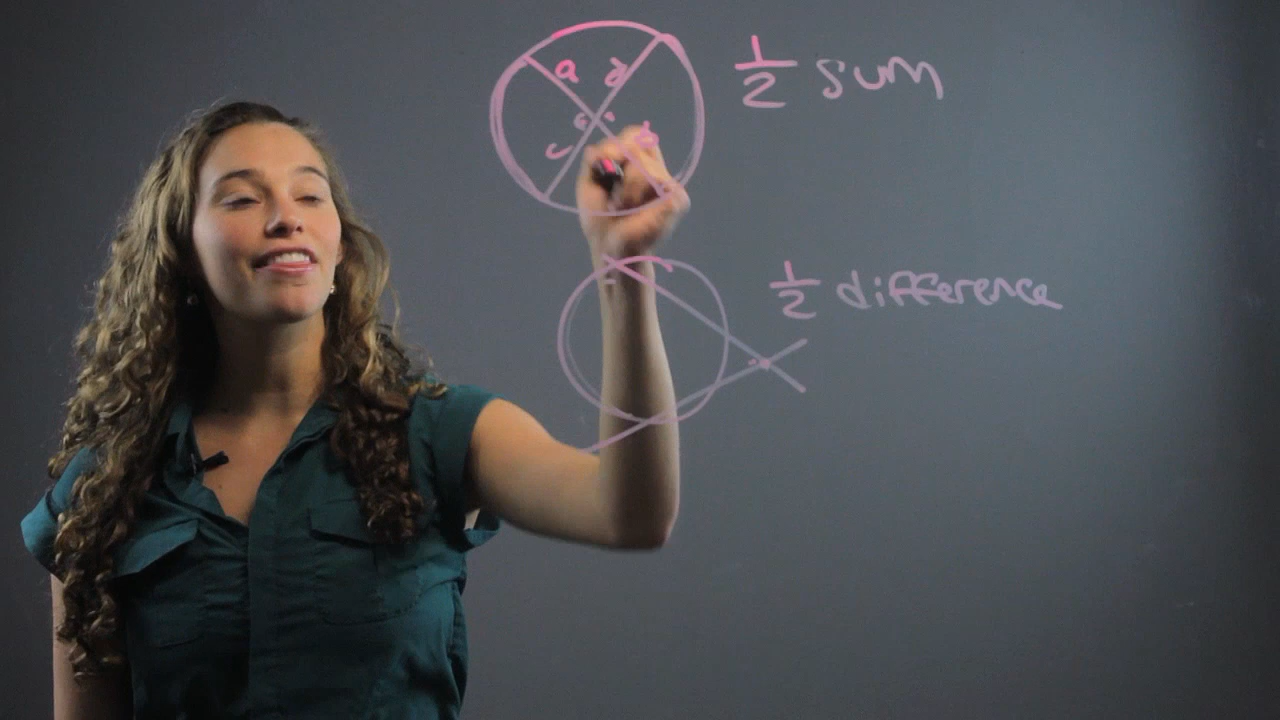 a d
c b
1/2 sum
1/2 difference